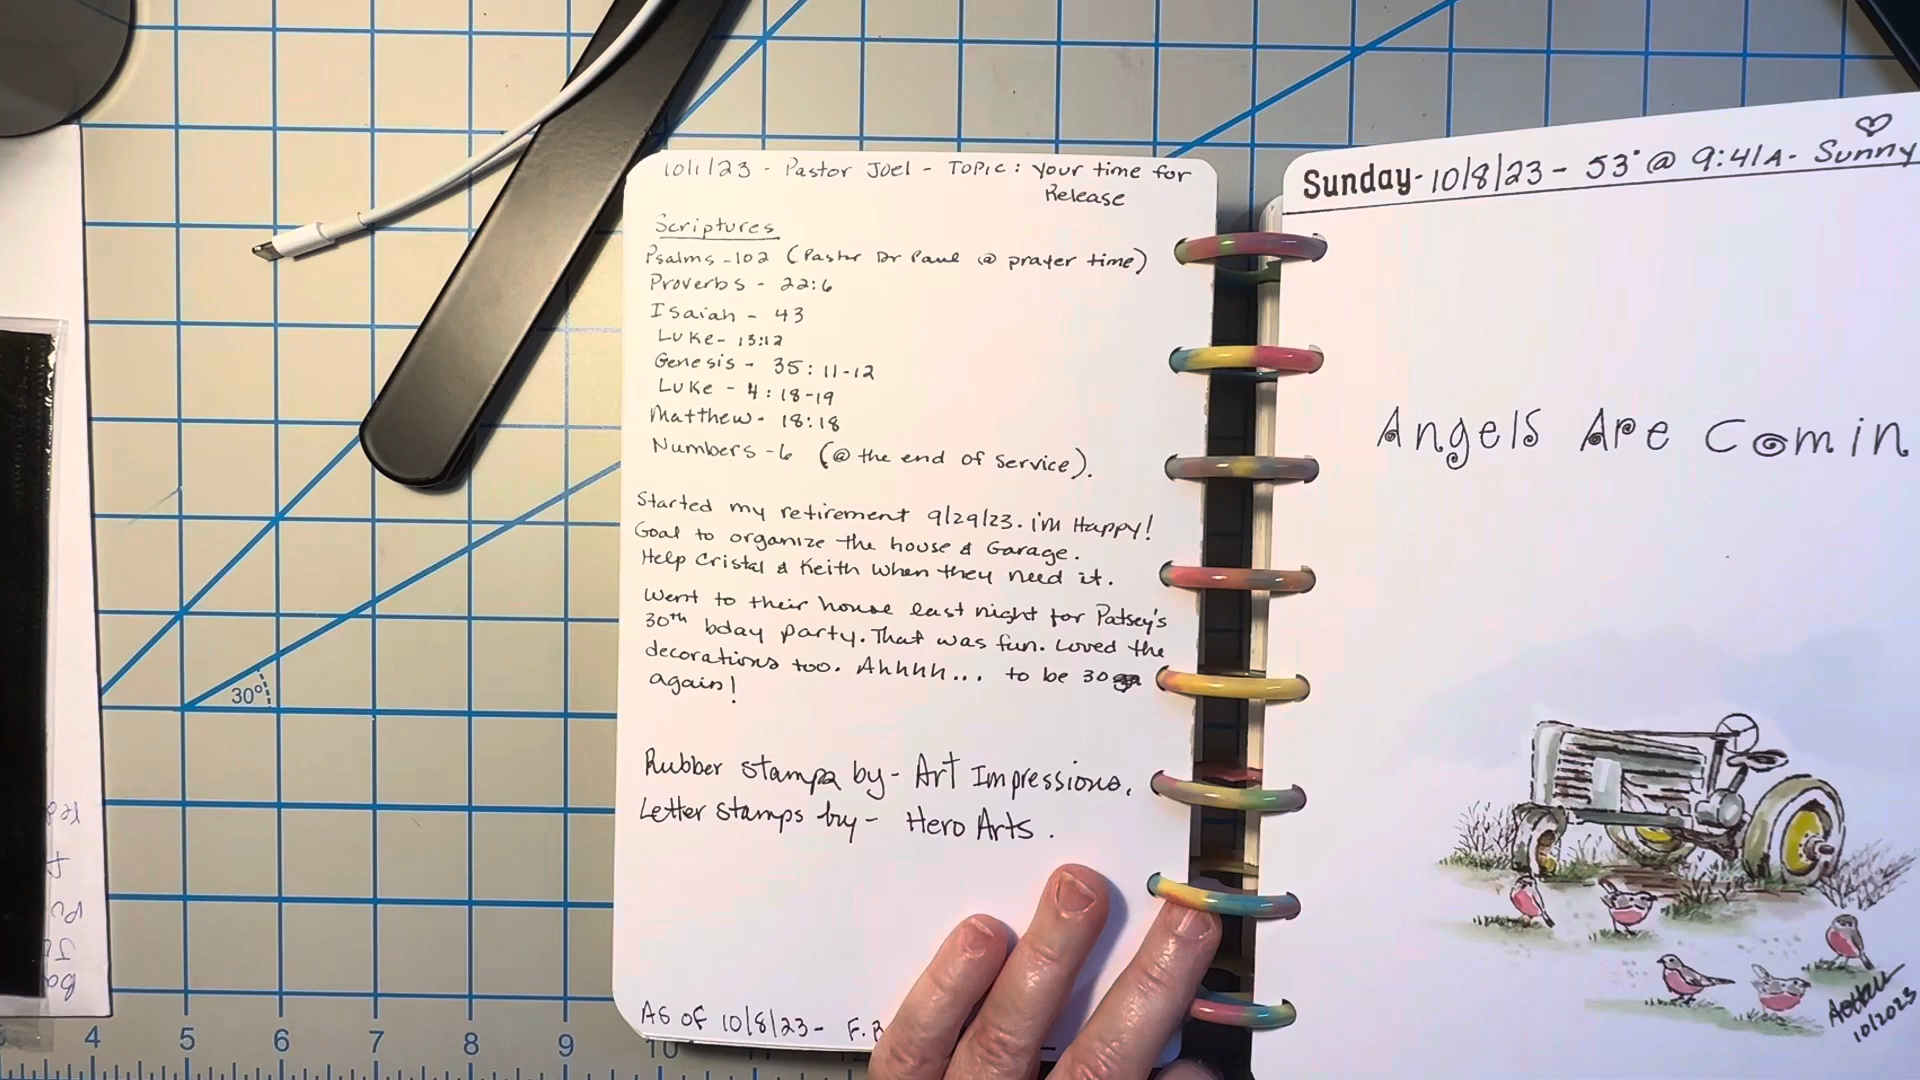 10/1/23 - Pastor Joel - Topic: your time for
Release
Scriptures
Psalms - 102 (Pastor Dr Paul @ prayer time)
Proverbs - 22:6
Isaiah - 43
Luke - 13:12
Genesis - 35:11-12
Luke - 4:18-19
Matthew - 18:18
Numbers - 6 (@ the end of service).
Started my retirement 9/29/23. i'm Happy!
Goal to organize the house & Garage.
Help Cristal & Keith when they need it.
Went to their house last night for Patsey's
30th bday party. That was fun. Loved the
decorations too. Ahhhh... to be 30
again!
Rubber stamps by - Art Impressions.
Letter stamps by - Hero Arts.
As of 10/8/23 - F.B
Sunday - 10/8/23 - 53° @ 9:41A - Sunny
Angels Are Comin
10/2023
30°
4 5 6 7 8 9 10